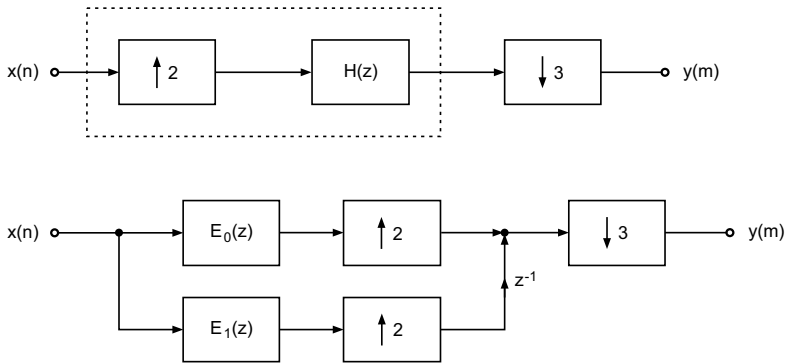 x(n) ↑ 2 H(z) ↓ 3 y(m)
x(n) E₀(z) ↑ 2 ↓ 3 y(m)
z⁻¹
E₁(z) ↑ 2